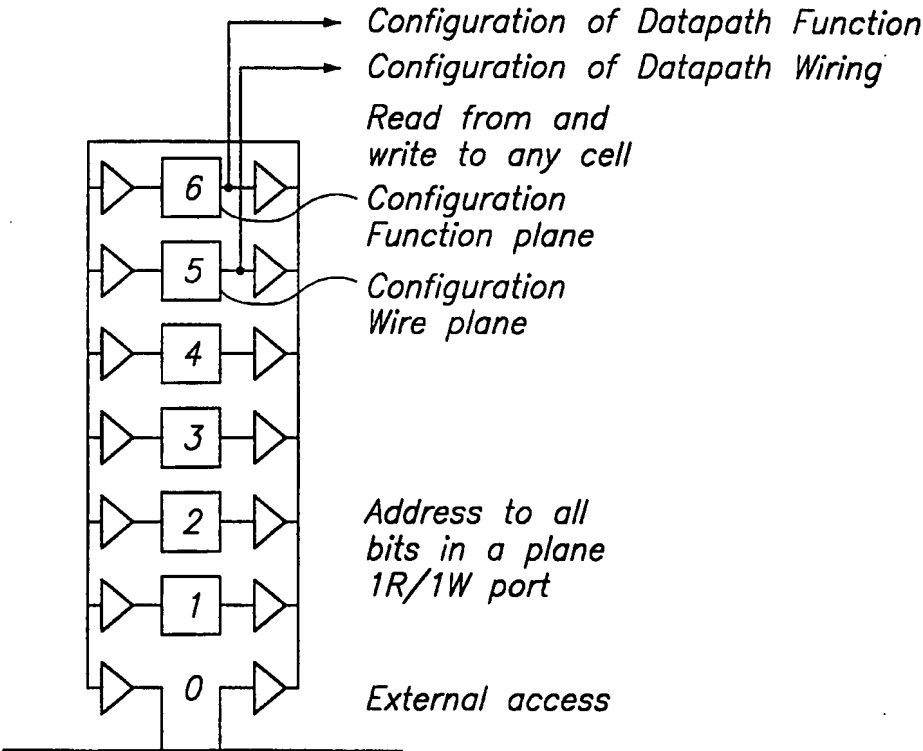 Configuration of Datapath Function
Configuration of Datapath Wiring
Read from and
write to any cell
6
Configuration
Function plane
5
Configuration
Wire plane
4
3
2
Address to all
bits in a plane
1R/1W port
1
0
External access